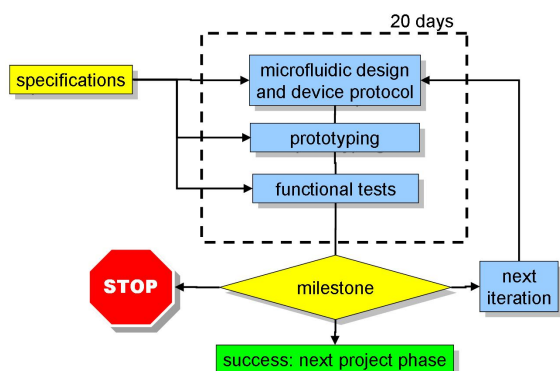 20 days
specifications
microfluidic design
and device protocol
prototyping
functional tests
STOP
milestone
next
iteration
success: next project phase